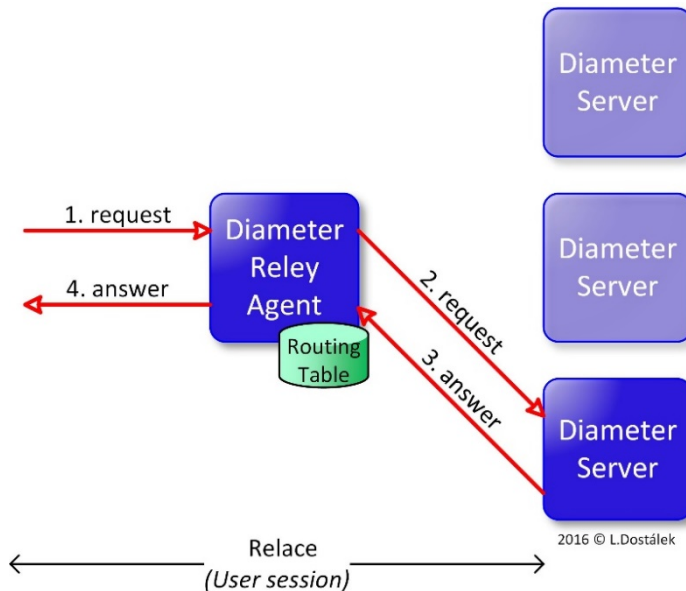 Diameter
Server
1. request
4. answer
Diameter
Reley
Agent
Routing
Table
2. request
3. answer
Diameter
Server
Diameter
Server
2016 © L.Dostálek
Relace
(User session)